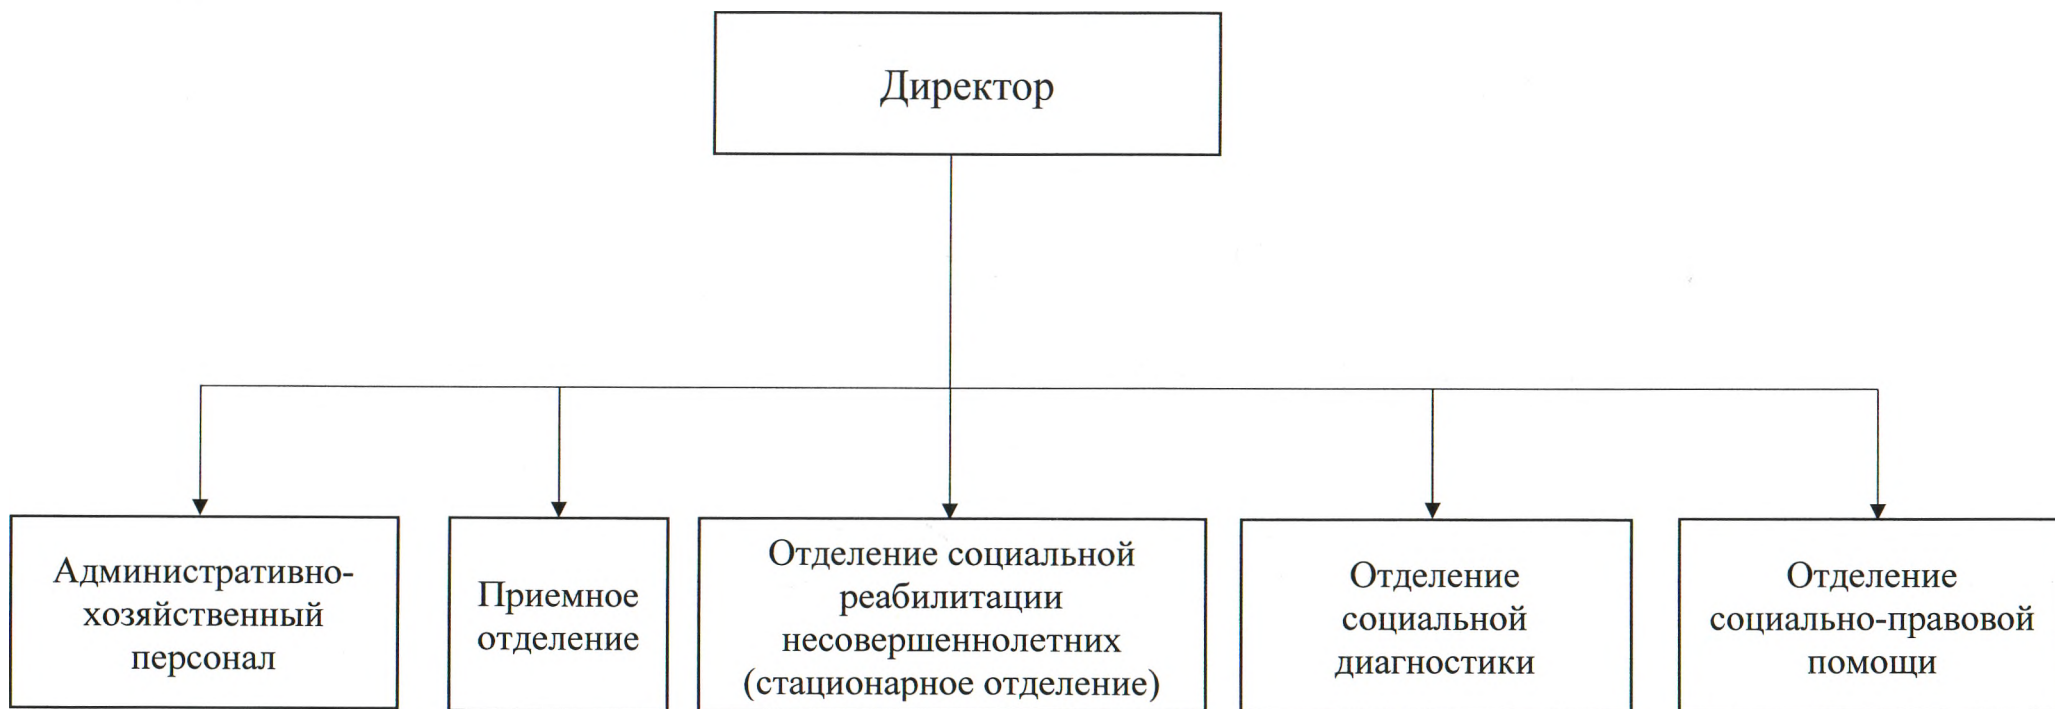 Директор
Административно-
хозяйственный
персонал
Приемное
отделение
Отделение социальной
реабилитации
несовершеннолетних
(стационарное отделение)
Отделение
социальной
диагностики
Отделение
социально-правовой
помощи